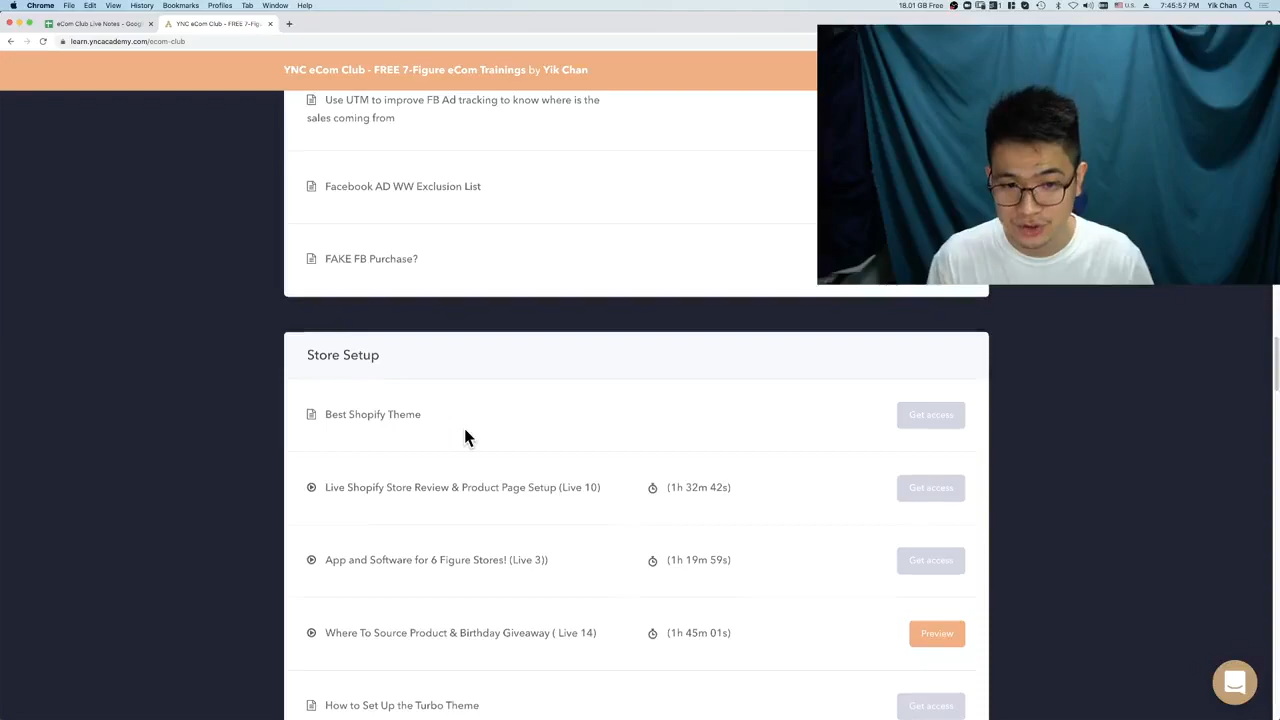 Chrome File Edit View History Bookmarks Profiles Tab Window Help
18.01 GB Free
U.S.
7:45:57 PM Yik Chan
eCom Club Live Notes - Goog
YNC eCom Club - FREE 7-Figu
learn.yncacademy.com/ecom-club
YNC eCom Club - FREE 7-Figure eCom Trainings by Yik Chan
Use UTM to improve FB Ad tracking to know where is the
sales coming from
Facebook AD WW Exclusion List
FAKE FB Purchase?
Store Setup
Best Shopify Theme
Get access
Live Shopify Store Review & Product Page Setup (Live 10)
(1h 32m 42s)
Get access
App and Software for 6 Figure Stores! (Live 3))
(1h 19m 59s)
Get access
Where To Source Product & Birthday Giveaway ( Live 14)
(1h 45m 01s)
Preview
How to Set Up the Turbo Theme
Get access